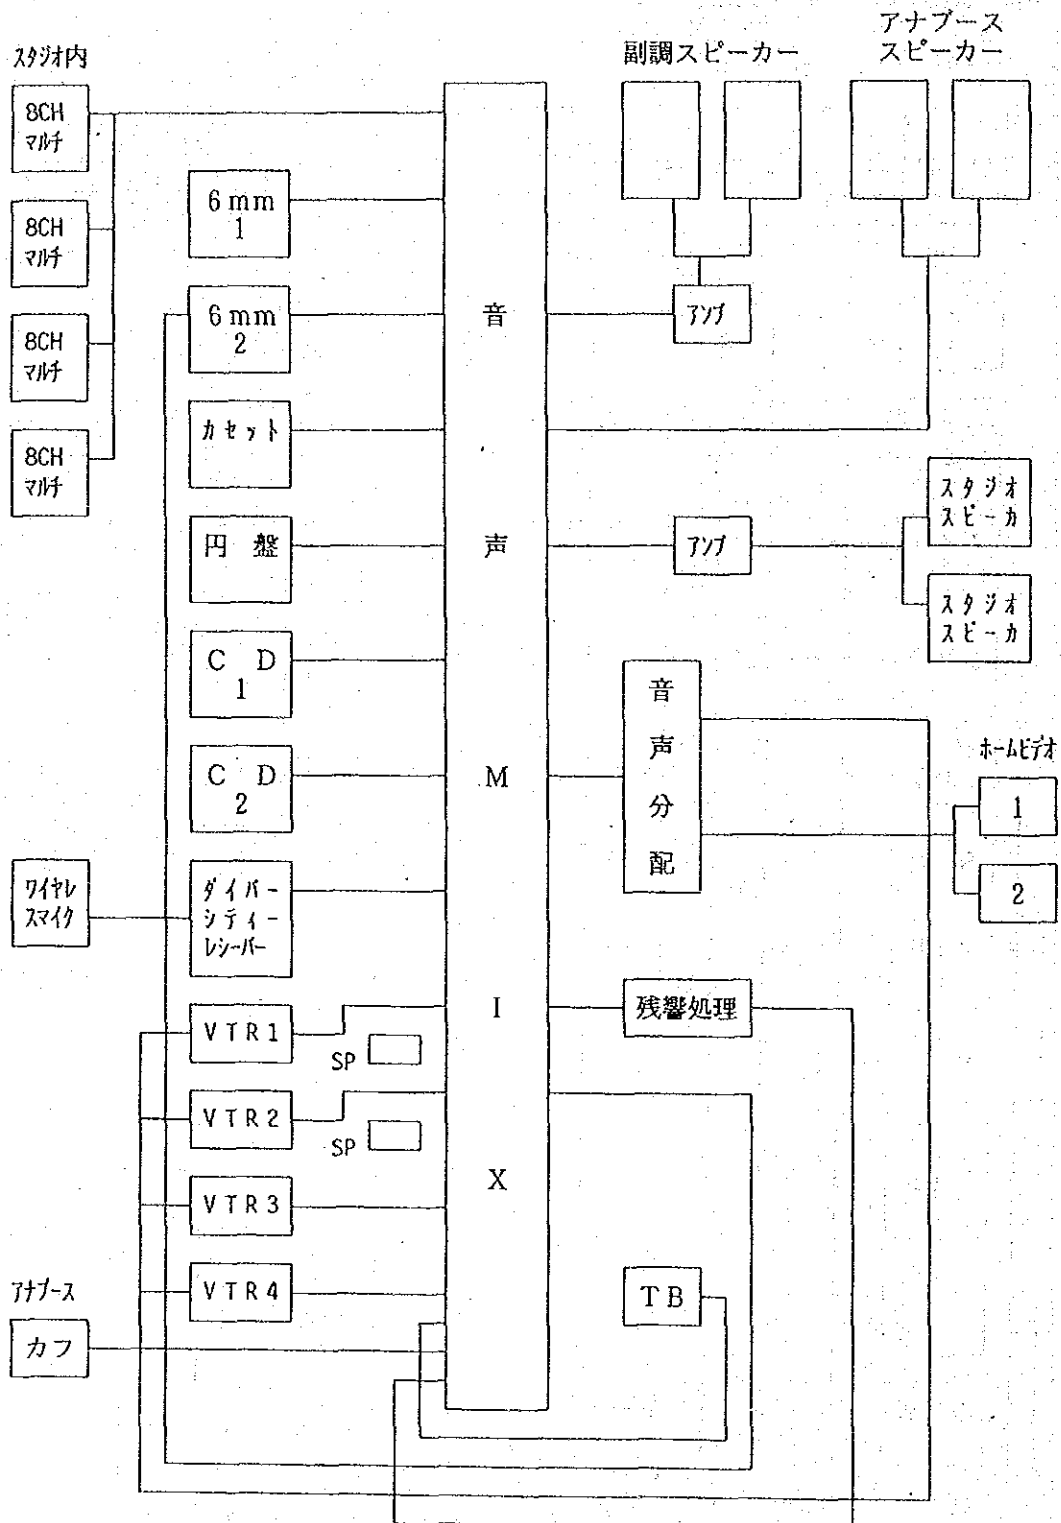 スタジオ内
8CH
マルチ
8CH
マルチ
8CH
マルチ
8CH
マルチ
6mm
1
6mm
2
カセット
円 盤
C D
1
C D
2
ワイヤレ
スマイク
ダイバー
シティー
レシーバー
VTR1
SP
VTR2
SP
VTR3
VTR4
アナブース
カフ
音
声
M
I
X
副調スピーカー
アナブース
スピーカー
アンプ
アンプ
スタジオ
スピーカ
スタジオ
スピーカ
音
声
分
配
ホームビデオ
1
2
残響処理
TB